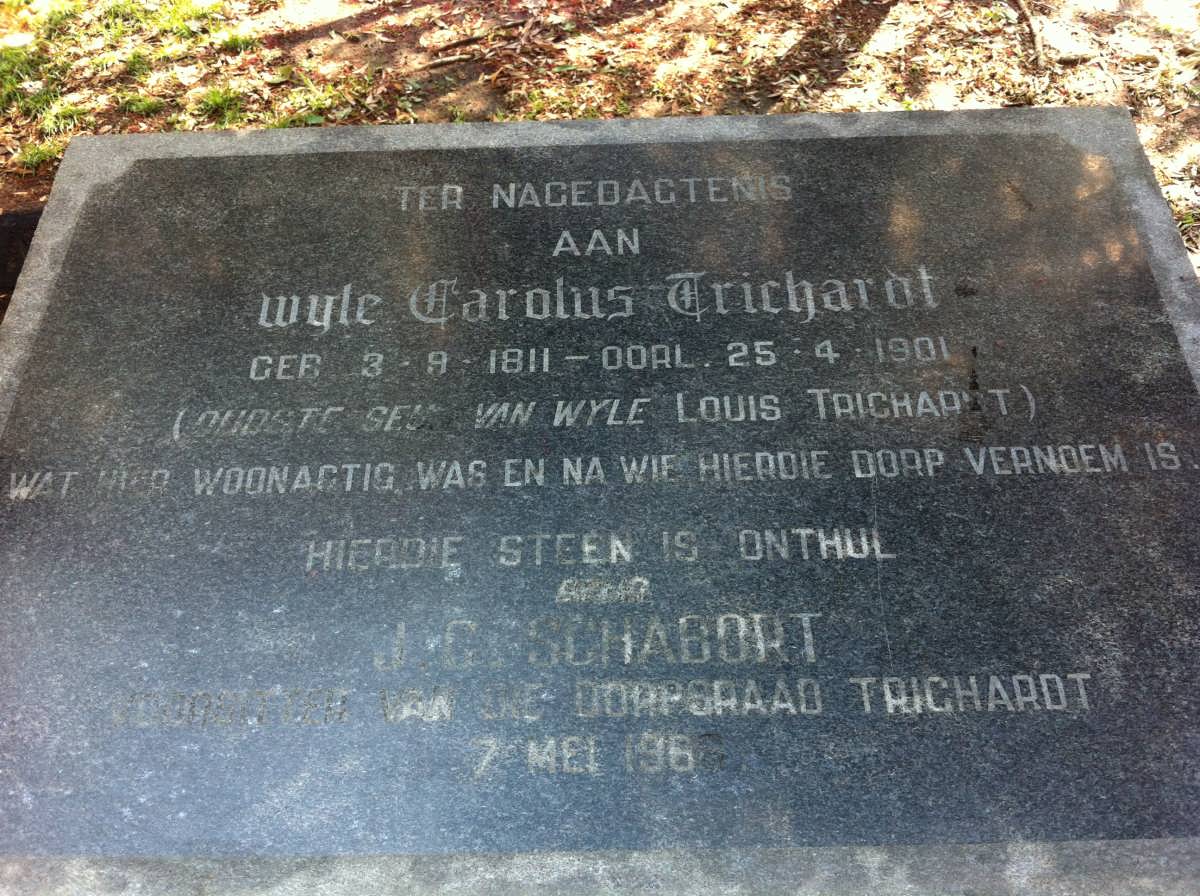 TER NAGEDAGTENIS
AAN
Wyle Carolus Trichardt
GEB. 3 · 9 · 1811 – OORL. 25 · 4 · 1901
(OUDSTE SEUN VAN WYLE LOUIS TRICHARDT)
WAT HIER WOONAGTIG WAS EN NA WIE HIERDIE DORP VERNOEM IS.
HIERDIE STEEN IS ONTHUL
DEUR
J. C. SCHABORT
VOORSITTER VAN DIE DORPSRAAD TRICHARDT
7 MEI